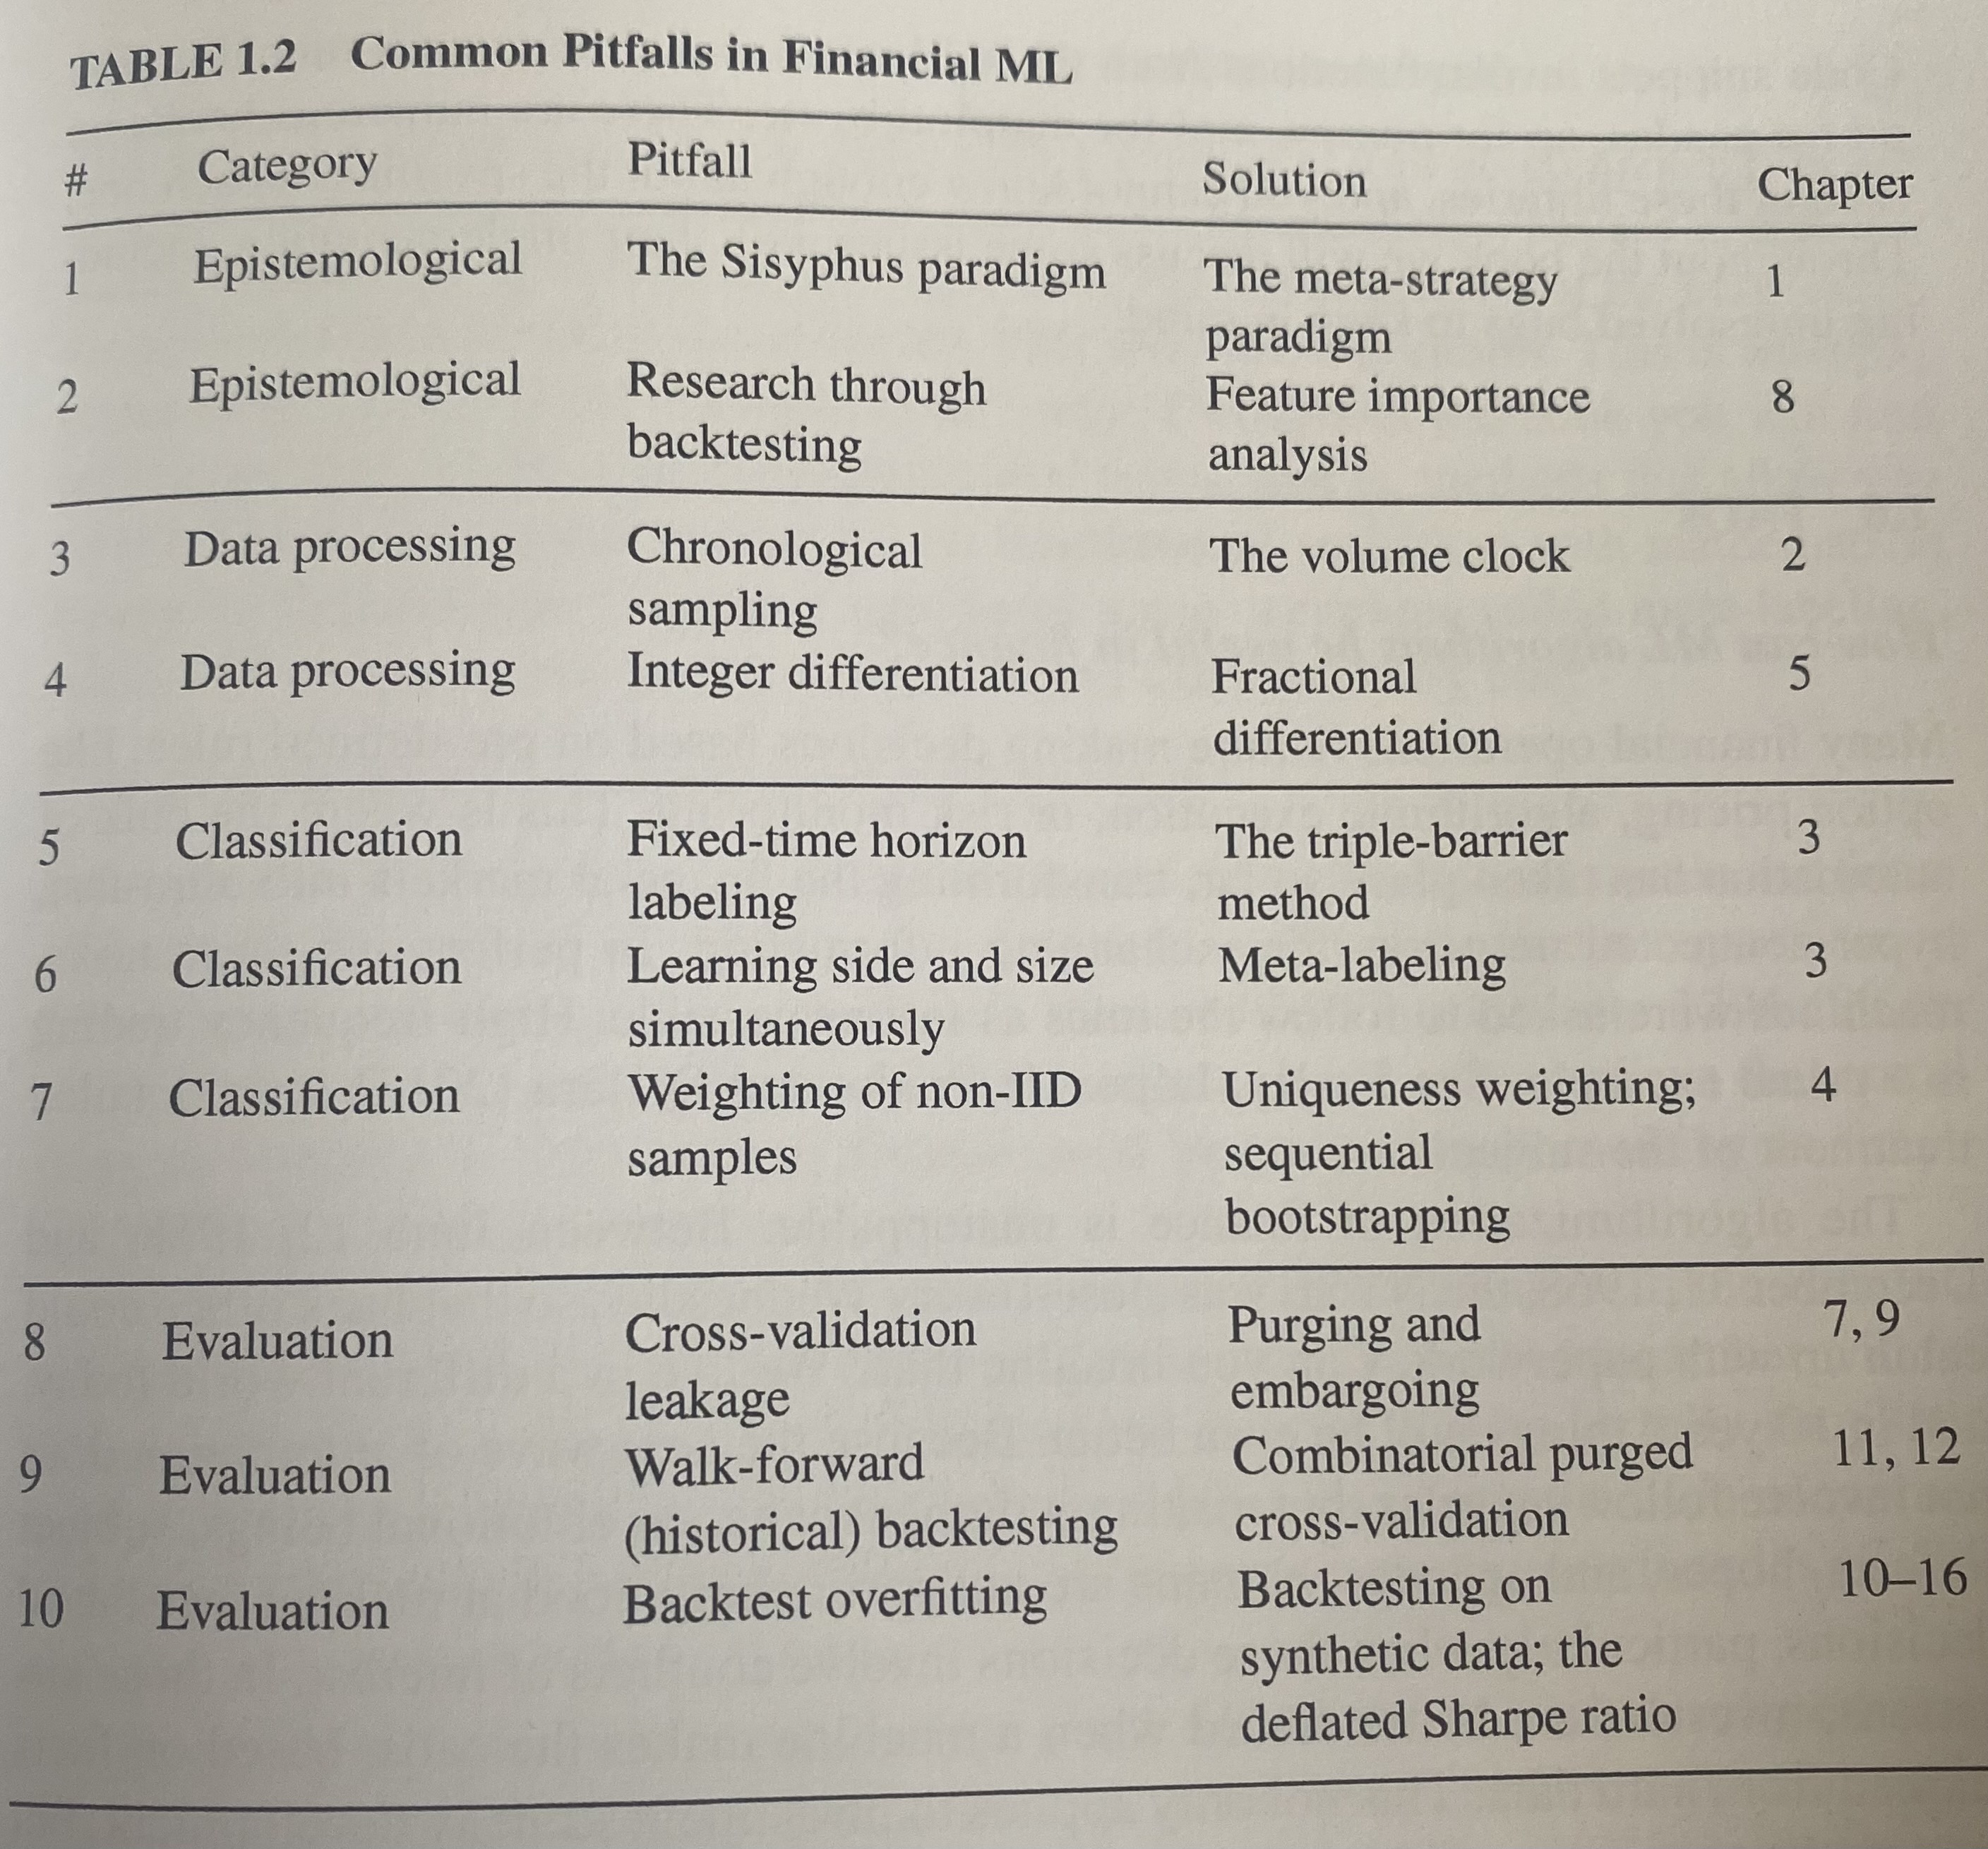 TABLE 1.2 Common Pitfalls in Financial ML
# Category Pitfall Solution Chapter
1 Epistemological The Sisyphus paradigm The meta-strategy 1
paradigm
2 Epistemological Research through Feature importance 8
backtesting analysis
3 Data processing Chronological The volume clock 2
sampling
4 Data processing Integer differentiation Fractional 5
differentiation
5 Classification Fixed-time horizon The triple-barrier 3
labeling method
6 Classification Learning side and size Meta-labeling 3
simultaneously
7 Classification Weighting of non-IID Uniqueness weighting; 4
samples sequential
bootstrapping
8 Evaluation Cross-validation Purging and 7, 9
leakage embargoing
9 Evaluation Walk-forward Combinatorial purged 11, 12
(historical) backtesting cross-validation
10 Evaluation Backtest overfitting Backtesting on 10–16
synthetic data; the
deflated Sharpe ratio